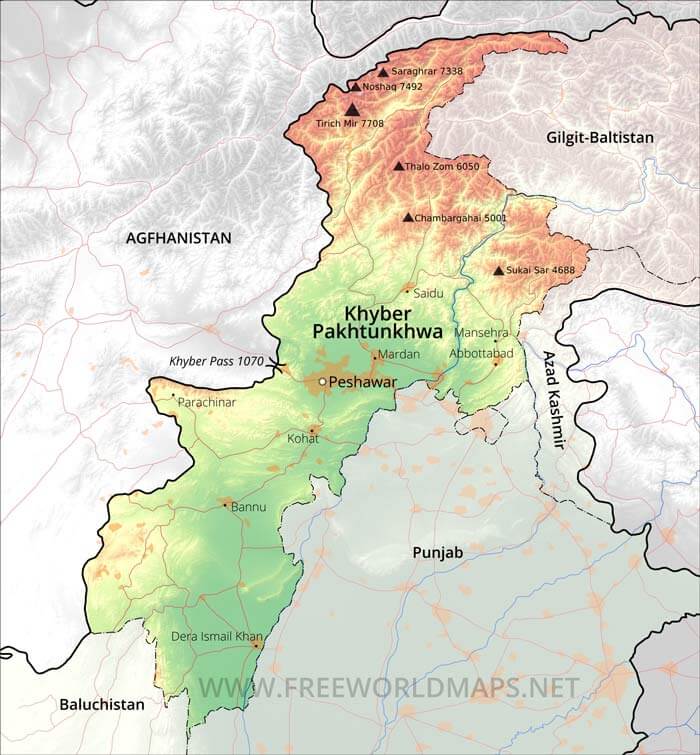 Saraghrar 7338
Noshaq 7492
Tirich Mir 7708
Gilgit-Baltistan
Thalo Zom 6050
Chambargahai 5001
AGFHANISTAN
Sukai Sar 4688
Saidu
Khyber
Pakhtunkhwa
Mansehra
Khyber Pass 1070
Mardan
Abbottabad
Peshawar
Azad Kashmir
Parachinar
Kohat
Bannu
Punjab
Dera Ismail Khan
WWW.FREEWORLDMAPS.NET
Baluchistan